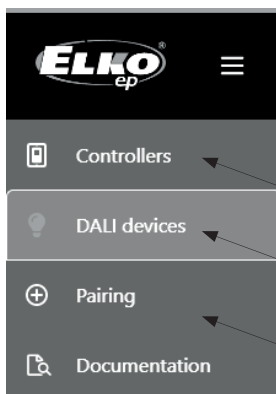 ELKO®
ep
Controllers
DALI devices
Pairing
Documentation